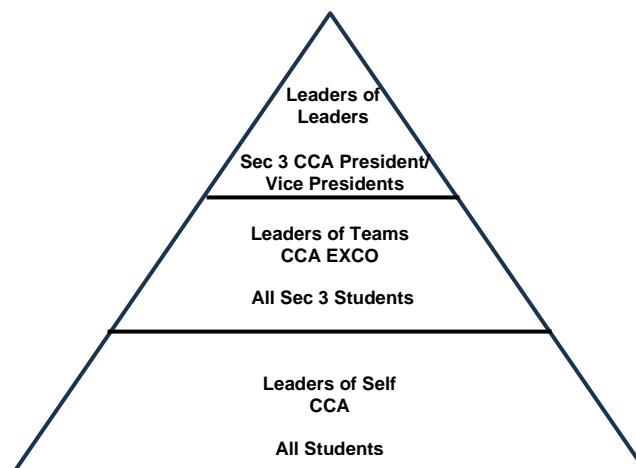 Leaders of
Leaders
Sec 3 CCA President/
Vice Presidents
Leaders of Teams
CCA EXCO
All Sec 3 Students
Leaders of Self
CCA
All Students